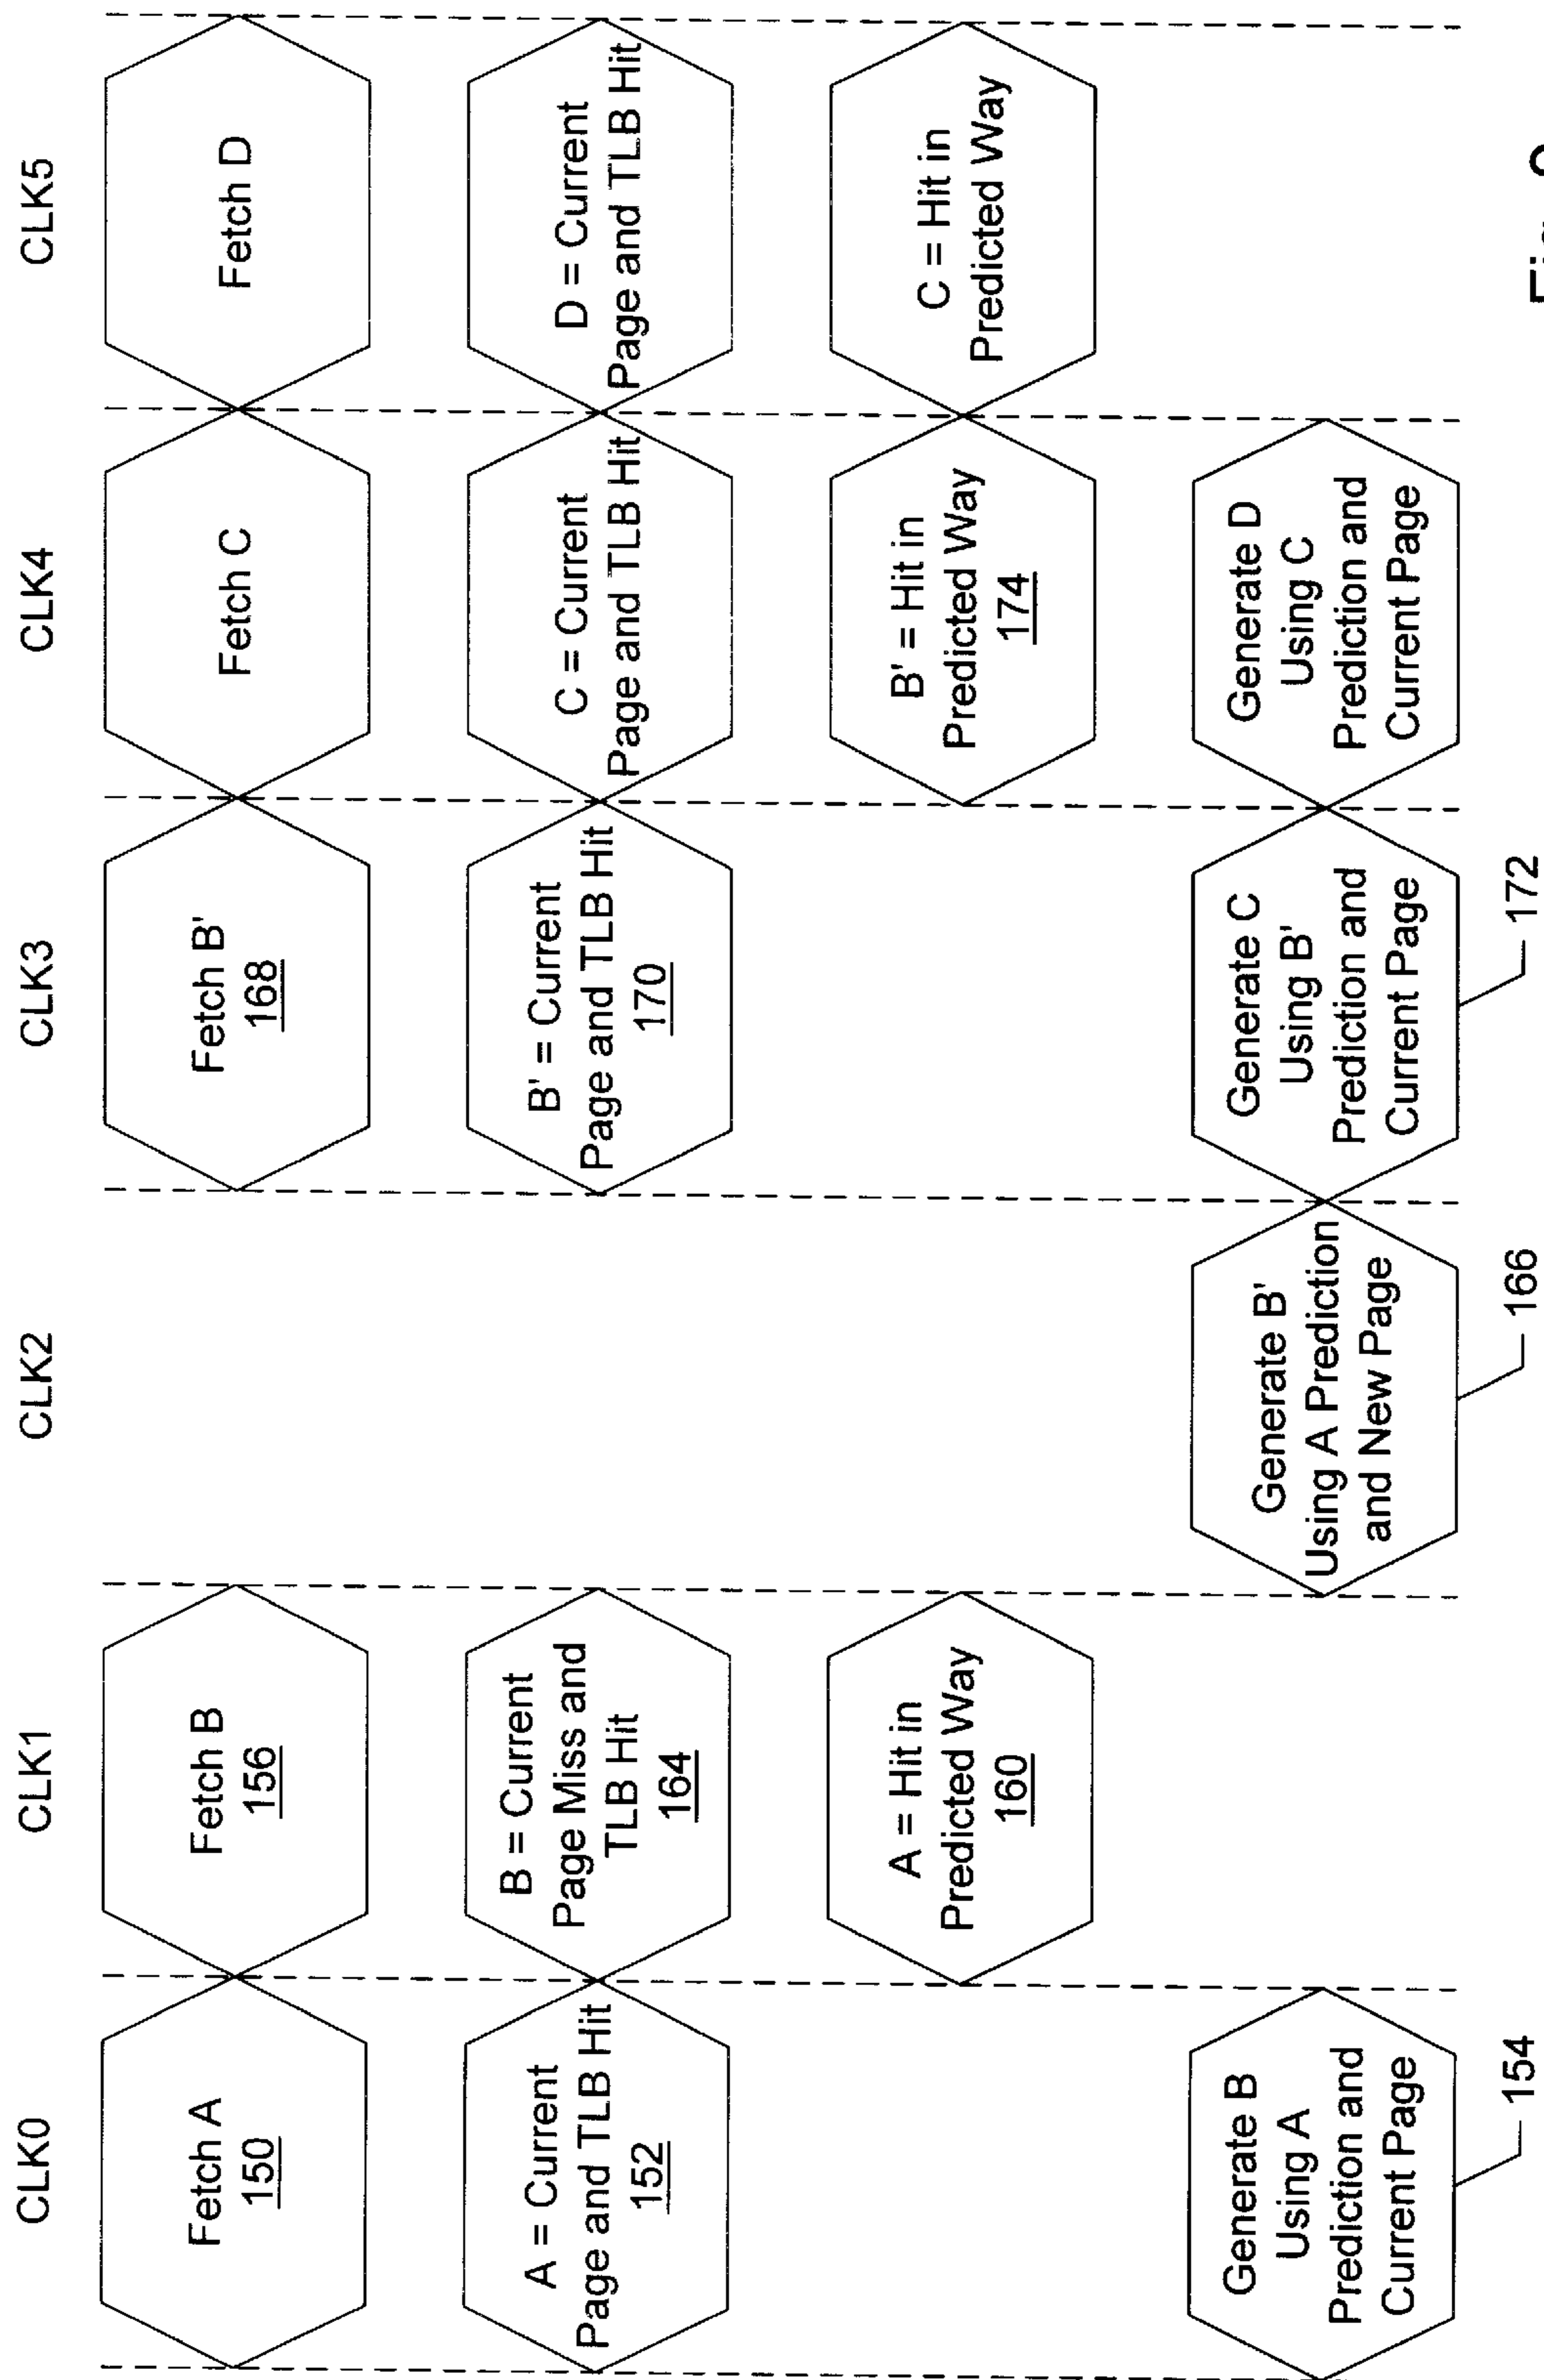 CLK0
CLK1
CLK2
CLK3
CLK4
CLK5
Fetch A
150
Fetch B
156
Fetch B'
168
Fetch C
Fetch D
A = Current
Page and TLB Hit
152
B = Current
Page Miss and
TLB Hit
164
B' = Current
Page and TLB Hit
170
C = Current
Page and TLB Hit
D = Current
Page and TLB Hit
A = Hit in
Predicted Way
160
B' = Hit in
Predicted Way
174
C = Hit in
Predicted Way
Generate B
Using A
Prediction and
Current Page
154
Generate B'
Using A Prediction
and New Page
166
Generate C
Using B'
Prediction and
Current Page
172
Generate D
Using C
Prediction and
Current Page